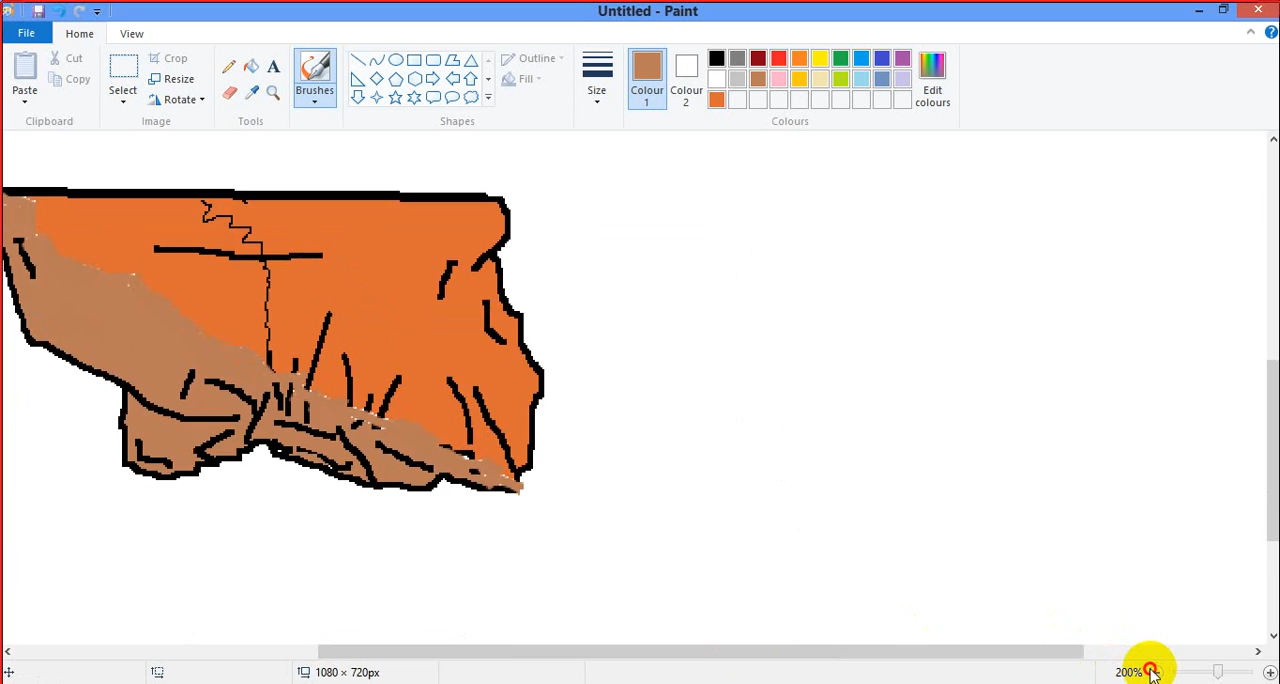 Untitled - Paint
File Home View
Cut
Copy
Paste
Clipboard
Crop
Resize
Rotate
Select
Image
A
Tools
Brushes
Outline
Fill
Shapes
Size
Colour 1
Colour 2
Edit colours
Colours
1080 × 720px
200%